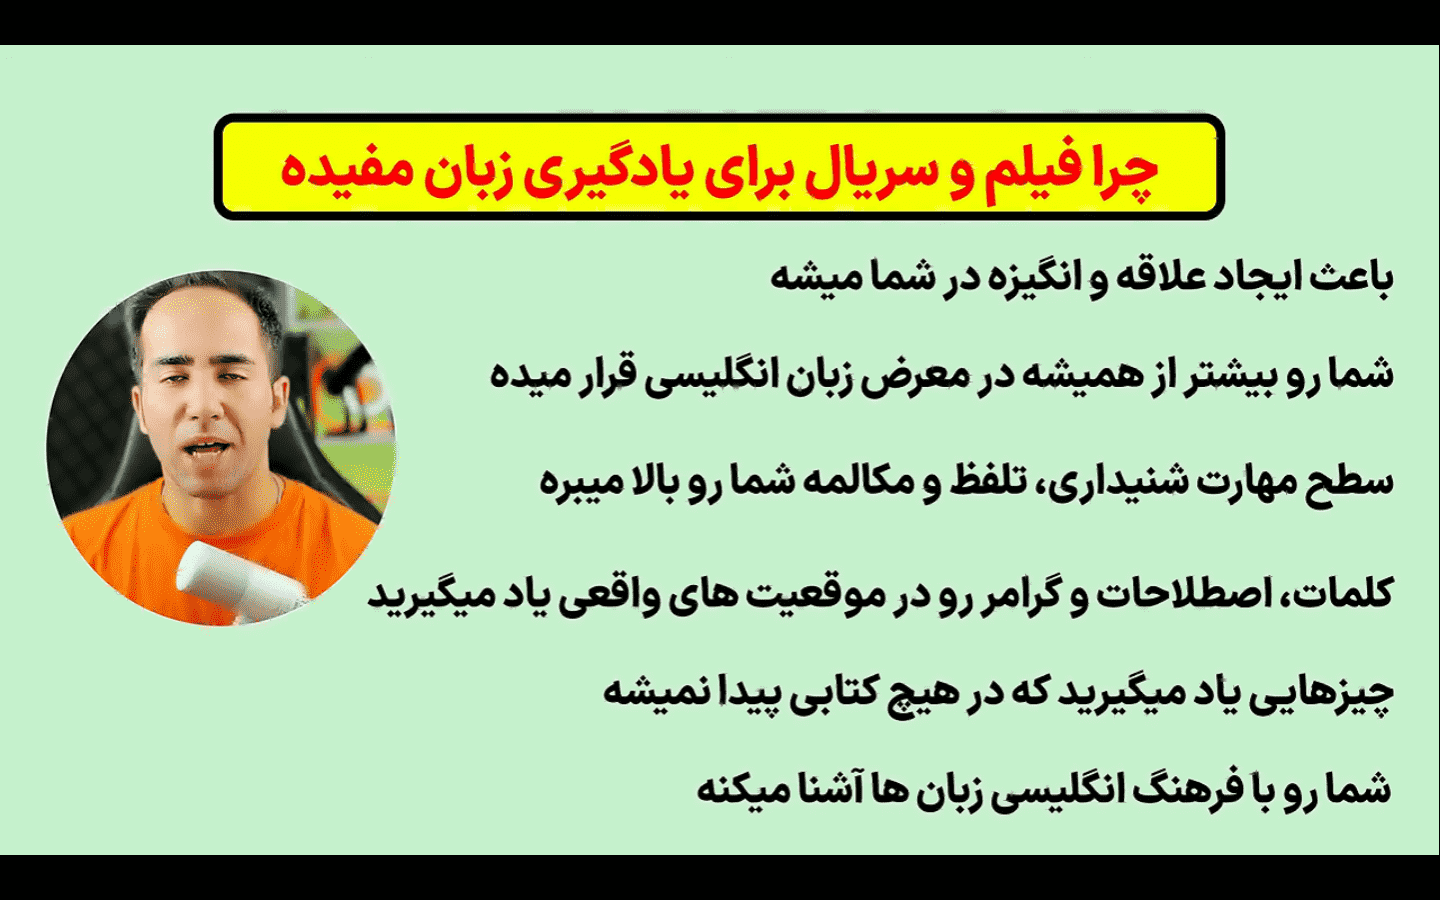 چرا فیلم و سریال برای یادگیری زبان مفیده
باعث ایجاد علاقه و انگیزه در شما میشه
شما رو بیشتر از همیشه در معرض زبان انگلیسی قرار میده
سطح مهارت شنیداری، تلفظ و مکالمه شما رو بالا میبره
کلمات، اصطلاحات و گرامر رو در موقعیت های واقعی یاد میگیرید
چیزهایی یاد میگیرید که در هیچ کتابی پیدا نمیشه
شما رو با فرهنگ انگلیسی زبان ها آشنا میکنه